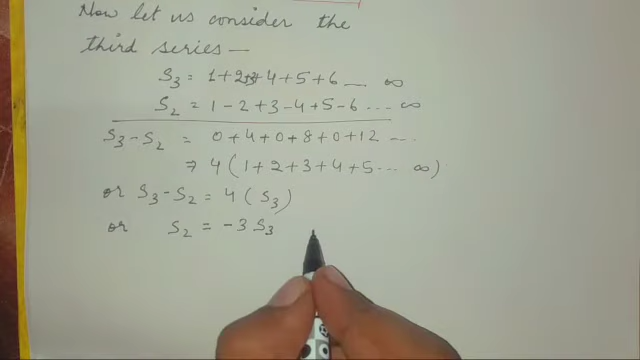 Now let us consider the
third series —
S₃ = 1+2+3+4+5+6 __ ∞
S₂ = 1-2+3-4+5-6 ... ∞
S₃-S₂ = 0+4+0+8+0+12 ...
⇒ 4(1+2+3+4+5... ∞)
or S₃-S₂ = 4(S₃)
or S₂ = -3S₃